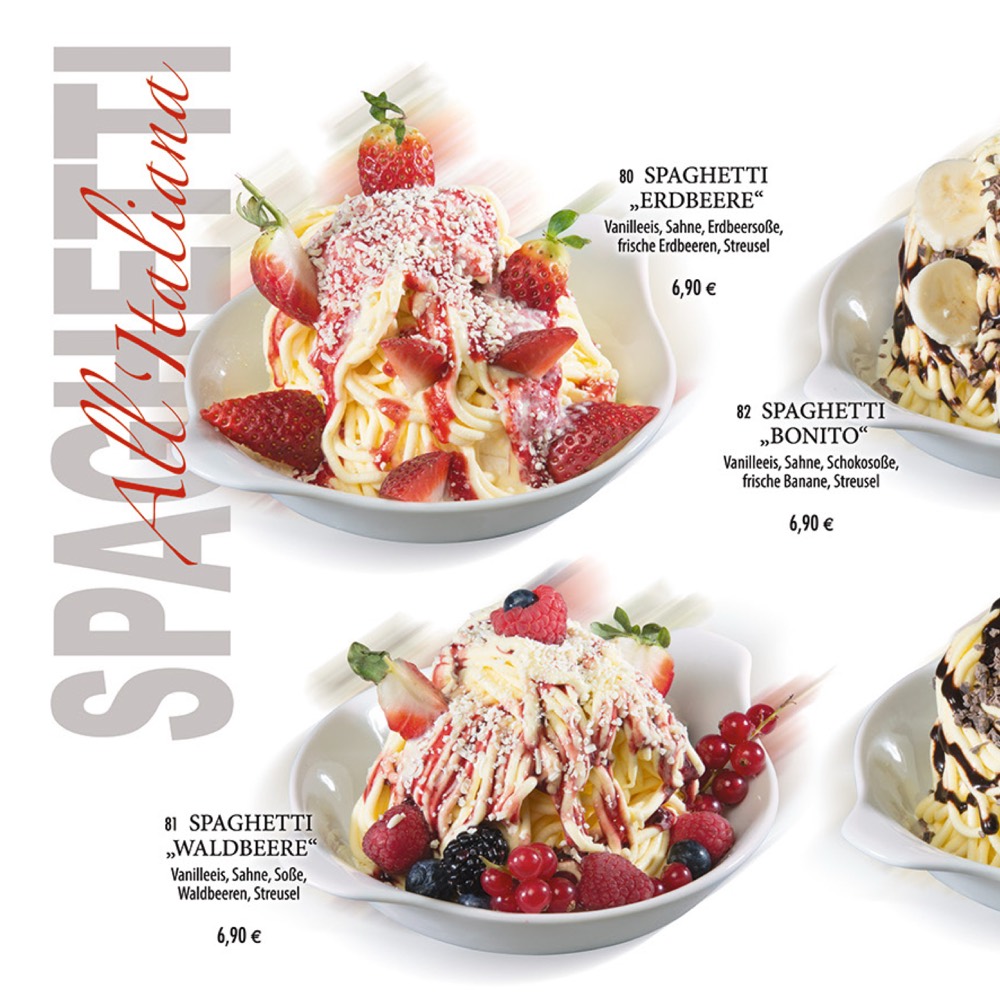 SPAGHETTI
All'Italiana
80 SPAGHETTI
„ERDBEERE“
Vanilleeis, Sahne, Erdbeersoße,
frische Erdbeeren, Streusel
6,90 €
82 SPAGHETTI
„BONITO“
Vanilleeis, Sahne, Schokosoße,
frische Banane, Streusel
6,90 €
81 SPAGHETTI
„WALDBEERE“
Vanilleeis, Sahne, Soße,
Waldbeeren, Streusel
6,90 €